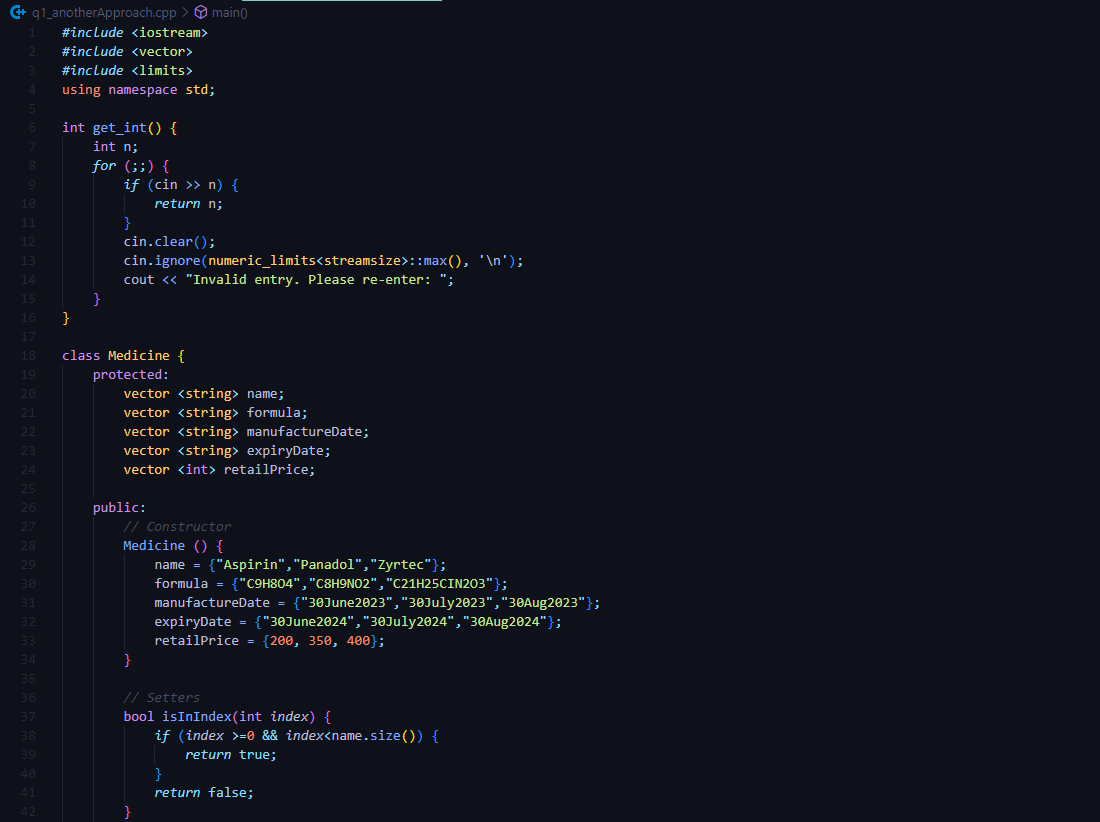 q1_anotherApproach.cpp > main()
1 #include <iostream>
2 #include <vector>
3 #include <limits>
4 using namespace std;
5
6 int get_int() {
7     int n;
8     for (;;) {
9         if (cin >> n) {
10             return n;
11         }
12         cin.clear();
13         cin.ignore(numeric_limits<streamsize>::max(), '\n');
14         cout << "Invalid entry. Please re-enter: ";
15     }
16 }
17
18 class Medicine {
19     protected:
20         vector <string> name;
21         vector <string> formula;
22         vector <string> manufactureDate;
23         vector <string> expiryDate;
24         vector <int> retailPrice;
25
26     public:
27         // Constructor
28         Medicine () {
29             name = {"Aspirin","Panadol","Zyrtec"};
30             formula = {"C9H8O4","C8H9NO2","C21H25CIN2O3"};
31             manufactureDate = {"30June2023","30July2023","30Aug2023"};
32             expiryDate = {"30June2024","30July2024","30Aug2024"};
33             retailPrice = {200, 350, 400};
34         }
35
36         // Setters
37         bool isInIndex(int index) {
38             if (index >=0 && index<name.size()) {
39                 return true;
40             }
41             return false;
42         }